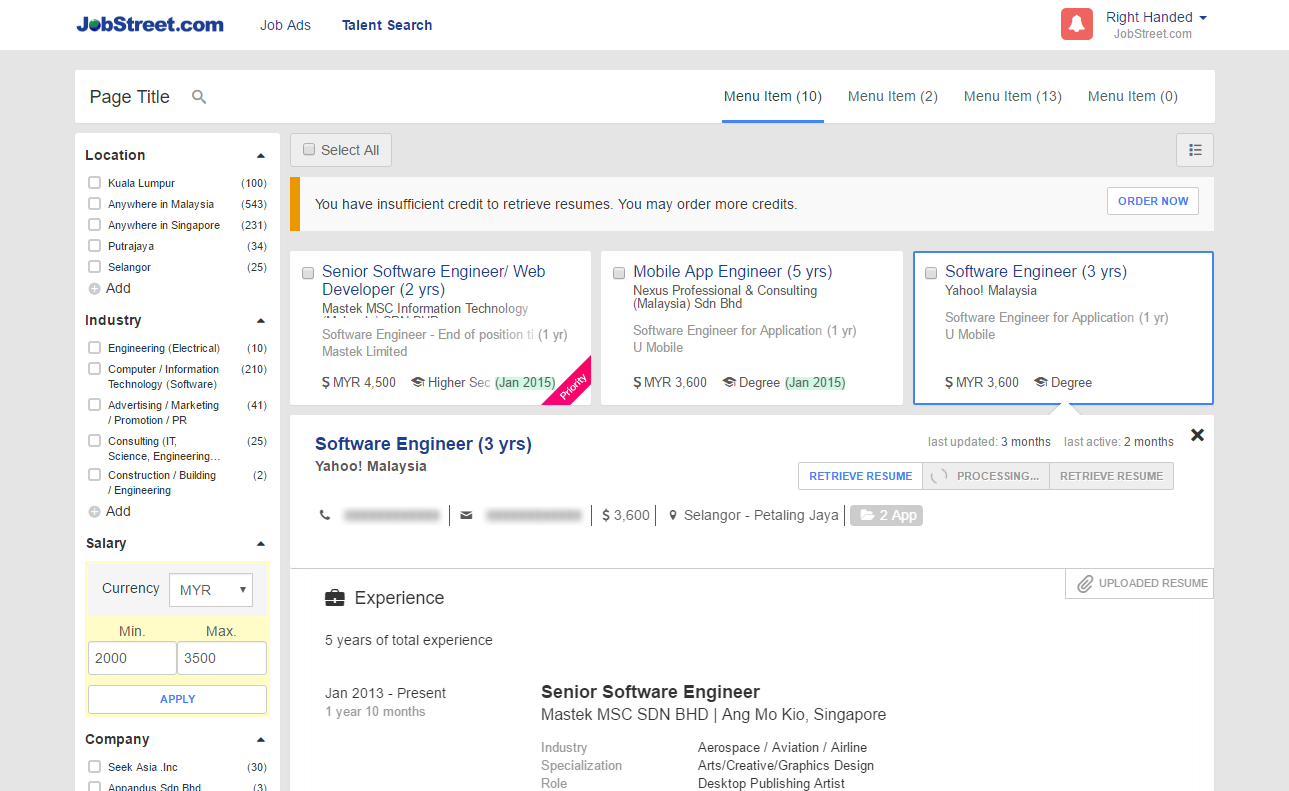 JobStreet.com
Job Ads
Talent Search
Right Handed
JobStreet.com
Page Title
Menu Item (10)
Menu Item (2)
Menu Item (13)
Menu Item (0)
Location
Kuala Lumpur (100)
Anywhere in Malaysia (543)
Anywhere in Singapore (231)
Putrajaya (34)
Selangor (25)
Add
Industry
Engineering (Electrical) (10)
Computer / Information (210)
Technology (Software)
Advertising / Marketing (41)
/ Promotion / PR
Consulting (IT, (25)
Science, Engineering...
Construction / Building (2)
/ Engineering
Add
Salary
Currency MYR
Min. Max.
2000 3500
APPLY
Company
Seek Asia .Inc (30)
Appandus Sdn Bhd (3)
Select All
You have insufficient credit to retrieve resumes. You may order more credits.
ORDER NOW
Senior Software Engineer/ Web
Developer (2 yrs)
Mastek MSC Information Technology
Software Engineer - End of position ti (1 yr)
Mastek Limited
$ MYR 4,500 Higher Sec (Jan 2015)
Priority
Mobile App Engineer (5 yrs)
Nexus Professional & Consulting
(Malaysia) Sdn Bhd
Software Engineer for Application (1 yr)
U Mobile
$ MYR 3,600 Degree (Jan 2015)
Software Engineer (3 yrs)
Yahoo! Malaysia
Software Engineer for Application (1 yr)
U Mobile
$ MYR 3,600 Degree
Software Engineer (3 yrs)
Yahoo! Malaysia
last updated: 3 months last active: 2 months
RETRIEVE RESUME
PROCESSING...
RETRIEVE RESUME
$ 3,600
Selangor - Petaling Jaya
2 App
UPLOADED RESUME
Experience
5 years of total experience
Jan 2013 - Present
1 year 10 months
Senior Software Engineer
Mastek MSC SDN BHD | Ang Mo Kio, Singapore
Industry Aerospace / Aviation / Airline
Specialization Arts/Creative/Graphics Design
Role Desktop Publishing Artist